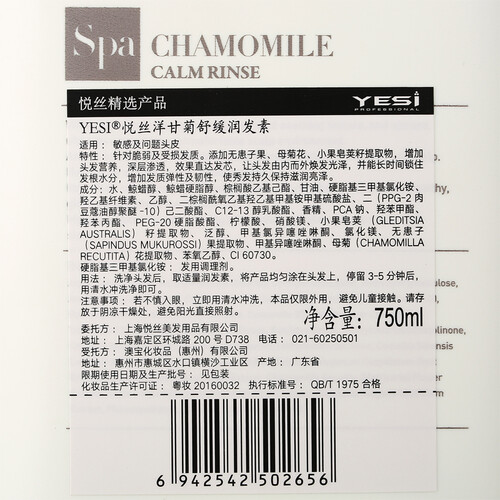 Spa CHAMOMILE
CALM RINSE
悦丝精选产品 YESi PROFESSIONAL
YESI®悦丝洋甘菊舒缓润发素
适用： 敏感及问题头皮
特性： 针对脆弱及受损发质。添加无患子果、母菊花、小果皂荚籽提取物，增加
头发营养，深层渗透，效果直达发芯，让头发由内而外焕发光泽，并能长时间锁住
发根水分，增加发质弹性及韧性，使秀发持久保持滋润亮泽。
成分：水、鲸蜡醇、鲸蜡硬脂醇、棕榈酸乙基己酯、甘油、硬脂基三甲基氯化铵、
羟乙基纤维素、乙醇、二棕榈酰氧乙基羟乙基甲基铵甲基硫酸盐、二 (PPG-2 肉
豆蔻油醇聚醚 -10) 己二酸酯、C12-13 醇乳酸酯、香精、PCA 钠、羟苯甲酯、
羟苯丙酯、PEG-20 硬脂酸酯、柠檬酸、硝酸镁、小果皂荚 (GLEDITSIA
AUSTRALIS) 籽提取物、泛醇、甲基氯异噻唑啉酮、氯化镁、无患子
(SAPINDUS MUKUROSSI) 果提取物、甲基异噻唑啉酮、母菊 (CHAMOMILLA
RECUTITA) 花提取物、苯氧乙醇、CI 60730.
硬脂基三甲基氯化铵： 发用调理剂。
用法： 洗净头发后，取适量润发素，将产品均匀涂在头发上，停留 3-5 分钟后，
用清水冲洗净即可。
注意事项： 若不慎入眼，立即用清水冲洗，本品仅限外用，避免儿童接触。请存
放于阴凉干燥处，避免阳光直接照射。
净含量：750ml
委托方： 上海悦丝美发用品有限公司
地址： 上海嘉定区环城路 200 号 D738 电话： 021-60250501
受托方： 澳宝化妆品（惠州）有限公司
地址： 惠州市惠城区水口镇横沙工业区 产地： 广东省
限期使用日期及生产批号： 见包装
化妆品生产许可证： 粤妆 20160032 执行标准号： QB/T 1975 合格
6 942542 502656
hy,
ulose,
olinone,
ensis